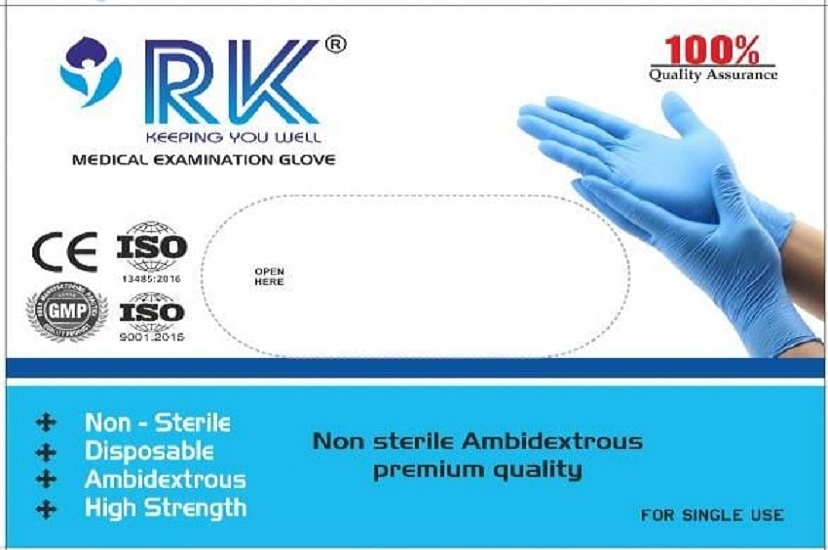 RK®
KEEPING YOU WELL
MEDICAL EXAMINATION GLOVE
100%
Quality Assurance
CE
ISO
13485:2016
GMP
ISO
9001:2015
OPEN
HERE
Non - Sterile
Disposable
Ambidextrous
High Strength
Non sterile Ambidextrous
premium quality
FOR SINGLE USE